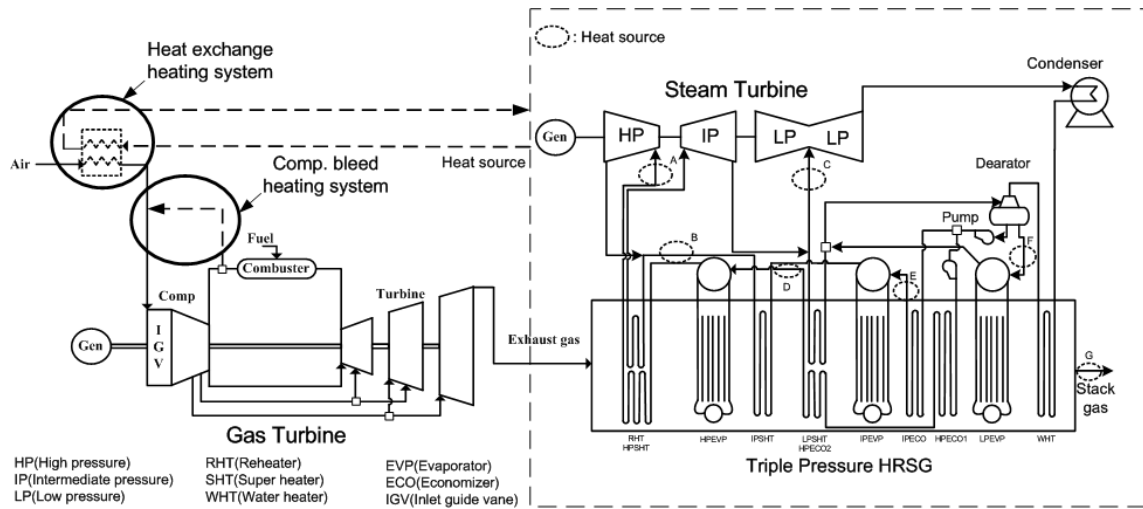 Heat exchange
heating system
Air
Comp. bleed
heating system
Heat source
Fuel
Combuster
Comp
Turbine
Gen
I
G
V
Exhaust gas
Gas Turbine
: Heat source
Steam Turbine
Condenser
Gen
HP
IP
LP
LP
A
C
Dearator
Pump
B
F
D
E
G
Stack
gas
RHT
HPSHT
HPEVP
IPSHT
LPSHT
HPECO2
IPEVP
IPECO
HPECO1
LPEVP
WHT
Triple Pressure HRSG
HP(High pressure)
IP(Intermediate pressure)
LP(Low pressure)
RHT(Reheater)
SHT(Super heater)
WHT(Water heater)
EVP(Evaporator)
ECO(Economizer)
IGV(Inlet guide vane)